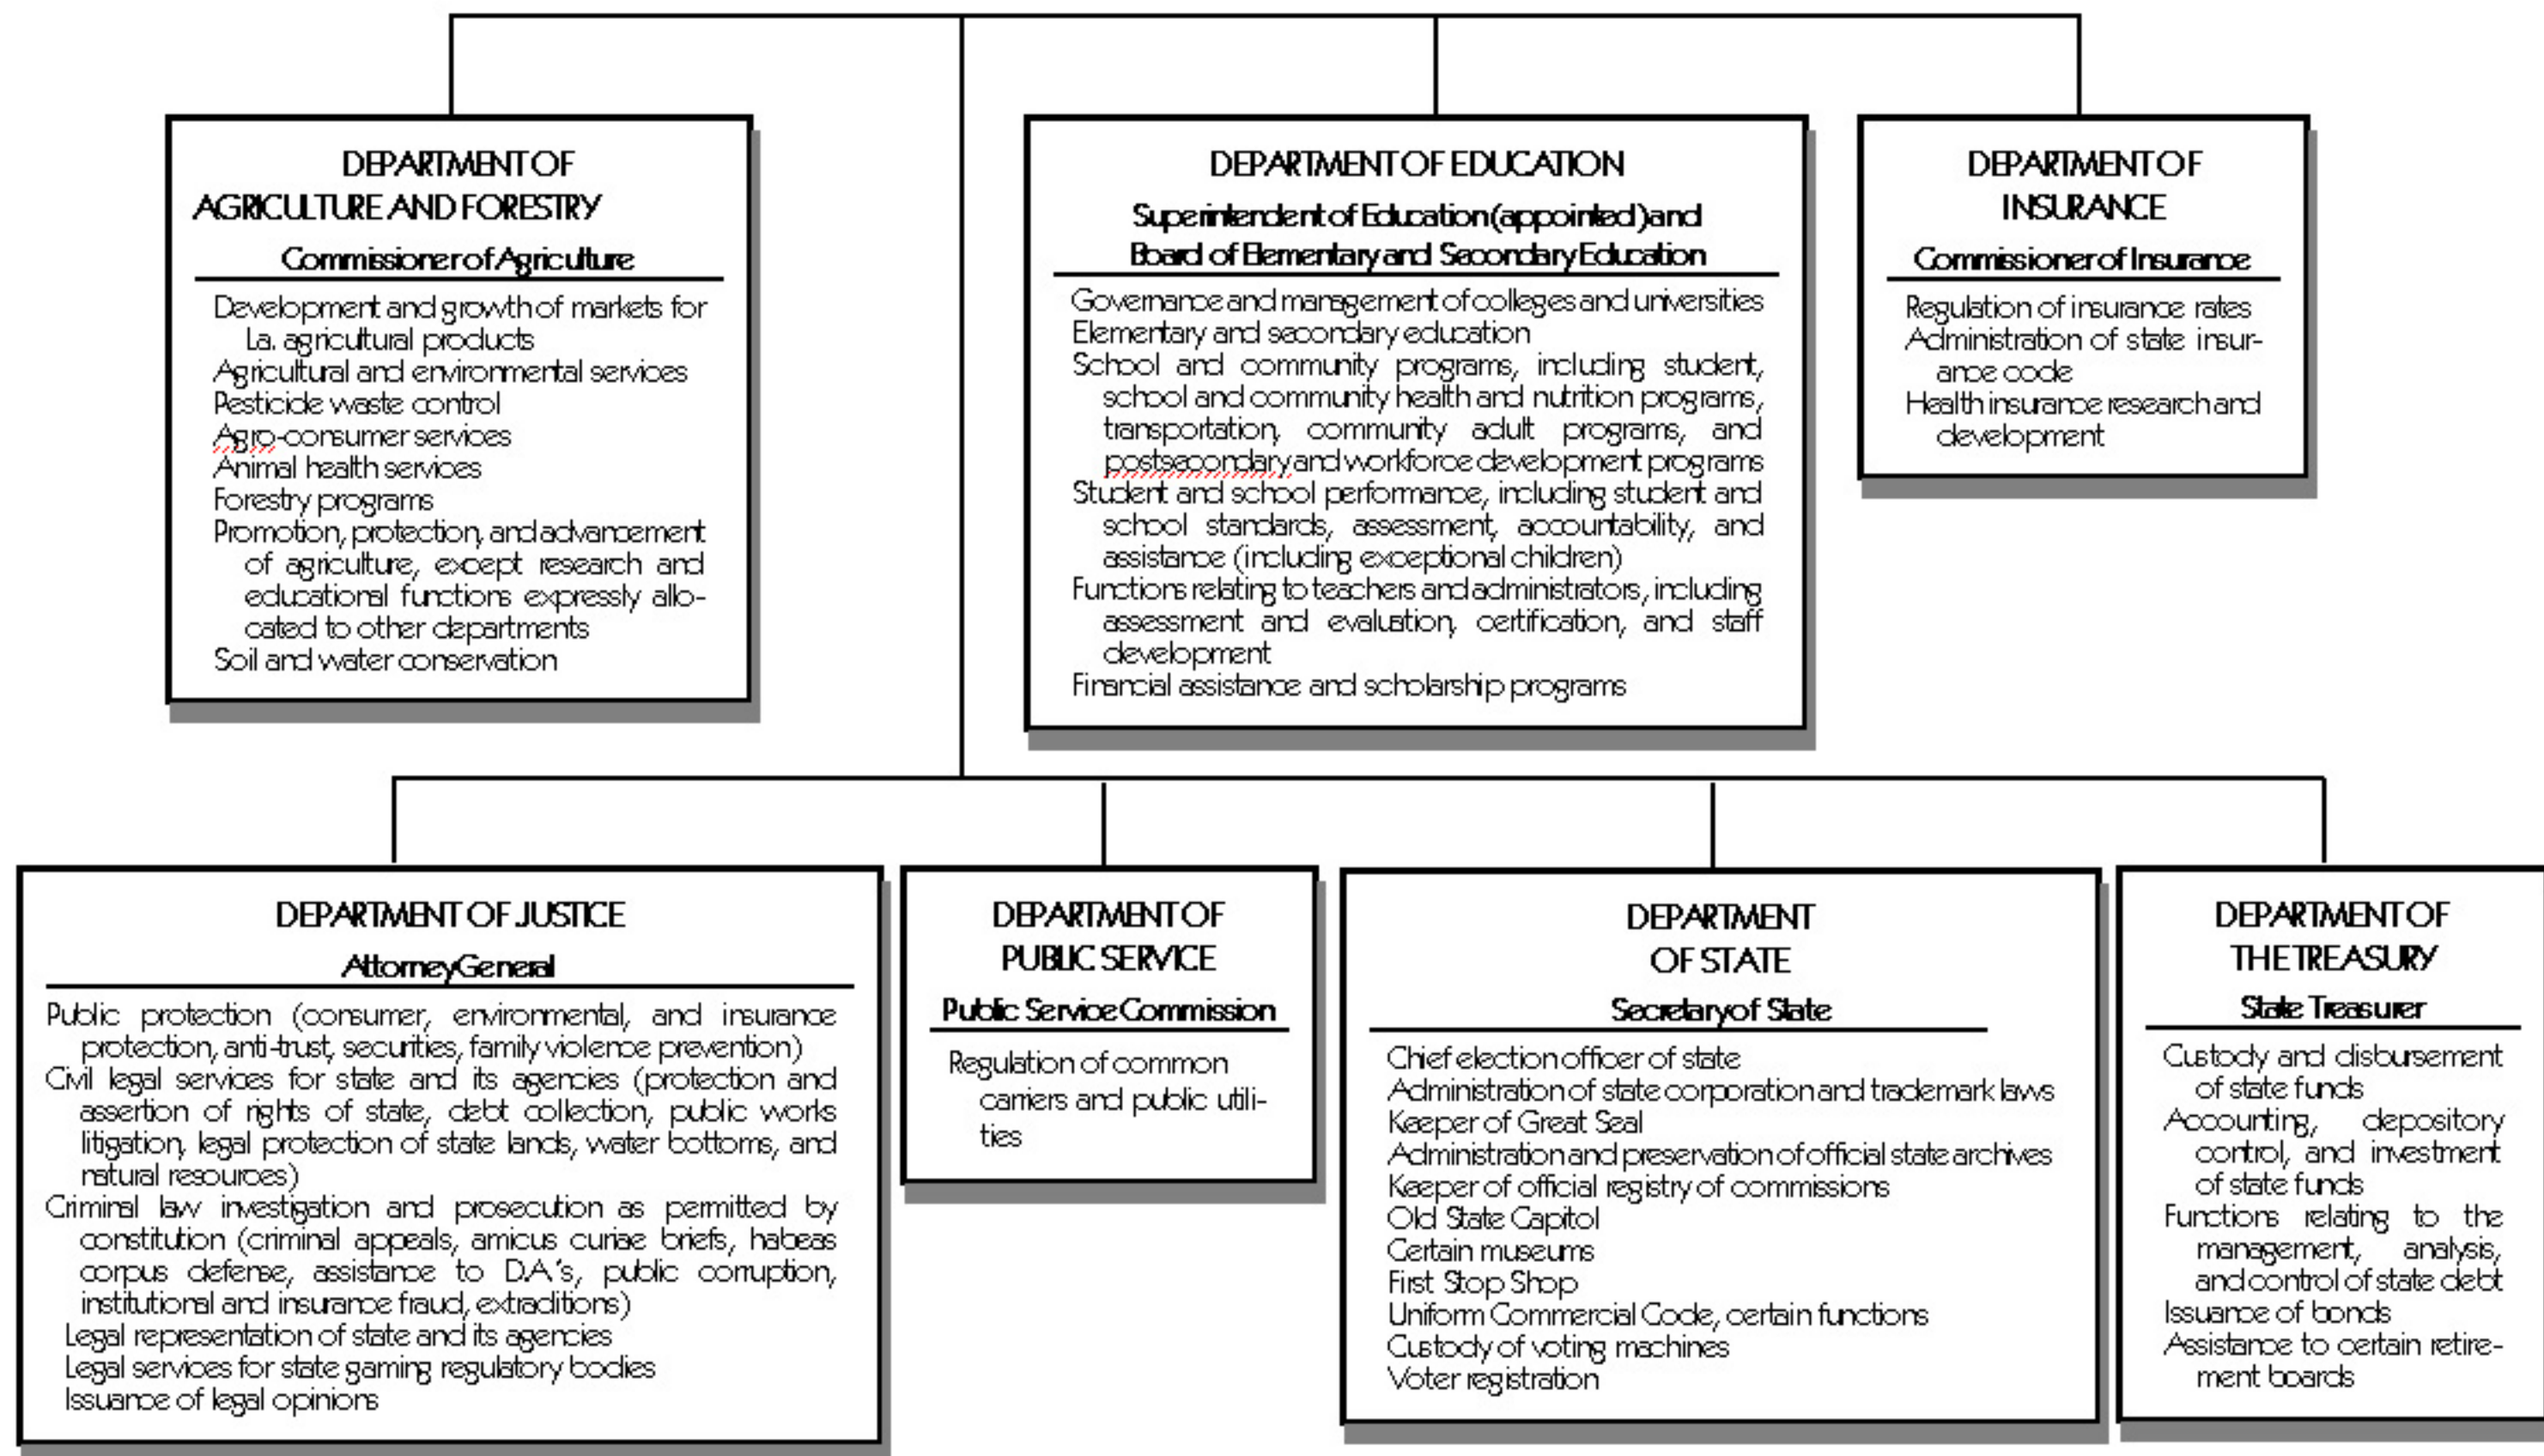 DEPARTMENT OF
AGRICULTURE AND FORESTRY
Commissioner of Agriculture
Development and growth of markets for
La. agricultural products
Agricultural and environmental services
Pesticide waste control
Agro-consumer services
Animal health services
Forestry programs
Promotion, protection, and advancement
of agriculture, except research and
educational functions expressly allo-
cated to other departments
Soil and water conservation
DEPARTMENT OF EDUCATION
Superintendent of Education (appointed) and
Board of Elementary and Secondary Education
Governance and management of colleges and universities
Elementary and secondary education
School and community programs, including student,
school and community health and nutrition programs,
transportation, community adult programs, and
postsecondary and workforce development programs
Student and school performance, including student and
school standards, assessment, accountability, and
assistance (including exceptional children)
Functions relating to teachers and administrators, including
assessment and evaluation, certification, and staff
development
Financial assistance and scholarship programs
DEPARTMENT OF
INSURANCE
Commissioner of Insurance
Regulation of insurance rates
Administration of state insur-
ance code
Health insurance research and
development
DEPARTMENT OF JUSTICE
Attorney General
Public protection (consumer, environmental, and insurance
protection, anti-trust, securities, family violence prevention)
Civil legal services for state and its agencies (protection and
assertion of rights of state, debt collection, public works
litigation, legal protection of state lands, water bottoms, and
natural resources)
Criminal law investigation and prosecution as permitted by
constitution (criminal appeals, amicus curiae briefs, habeas
corpus defense, assistance to D.A.'s, public corruption,
institutional and insurance fraud, extraditions)
Legal representation of state and its agencies
Legal services for state gaming regulatory bodies
Issuance of legal opinions
DEPARTMENT OF
PUBLIC SERVICE
Public Service Commission
Regulation of common
carriers and public utili-
ties
DEPARTMENT
OF STATE
Secretary of State
Chief election officer of state
Administration of state corporation and trademark laws
Keeper of Great Seal
Administration and preservation of official state archives
Keeper of official registry of commissions
Old State Capitol
Certain museums
First Stop Shop
Uniform Commercial Code, certain functions
Custody of voting machines
Voter registration
DEPARTMENT OF
THE TREASURY
State Treasurer
Custody and disbursement
of state funds
Accounting, depository
control, and investment
of state funds
Functions relating to the
management, analysis,
and control of state debt
Issuance of bonds
Assistance to certain retire-
ment boards